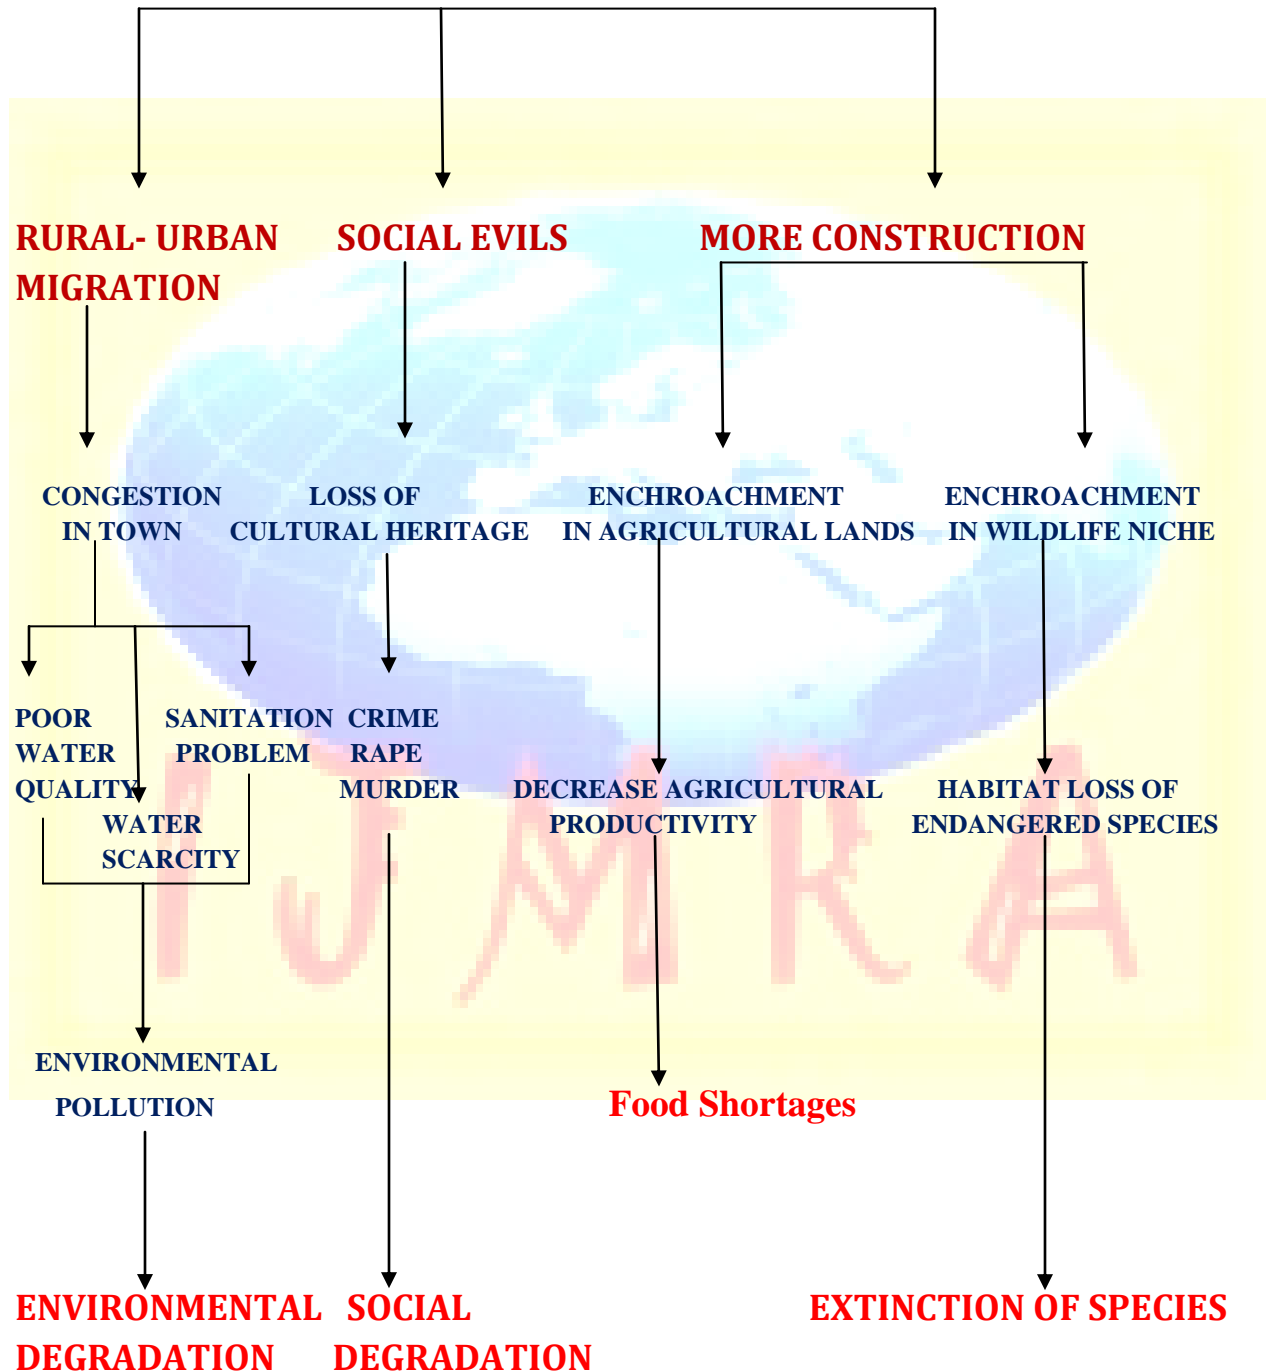 RURAL- URBAN
MIGRATION
SOCIAL EVILS
MORE CONSTRUCTION
CONGESTION
IN TOWN
LOSS OF
CULTURAL HERITAGE
ENCHROACHMENT
IN AGRICULTURAL LANDS
ENCHROACHMENT
IN WILDLIFE NICHE
POOR
WATER
QUALITY
WATER
SCARCITY
SANITATION
PROBLEM
CRIME
RAPE
MURDER
DECREASE AGRICULTURAL
PRODUCTIVITY
HABITAT LOSS OF
ENDANGERED SPECIES
IJMRA
ENVIRONMENTAL
POLLUTION
Food Shortages
ENVIRONMENTAL
DEGRADATION
SOCIAL
DEGRADATION
EXTINCTION OF SPECIES